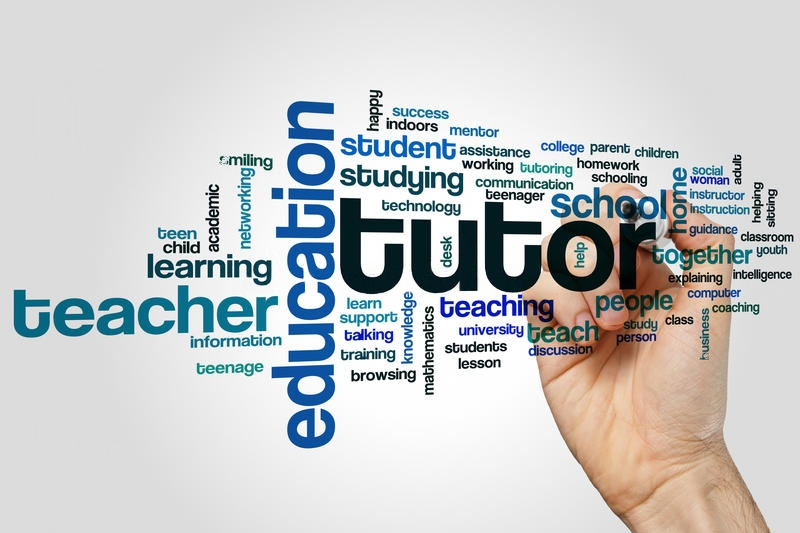 happy
success
indoors
mentor
smiling
education
student
assistance
college
parent
children
working
tutoring
homework
studying
communication
schooling
teenager
academic
networking
technology
school
home
social
woman
adult
instructor
instruction
helping
sitting
teen
child
learning
tutor
desk
help
guidance
classroom
together
youth
explaining
intelligence
teacher
information
teenage
learn
support
talking
training
browsing
knowledge
mathematics
teaching
university
students
lesson
teach
discussion
people
study
person
class
computer
coaching
business